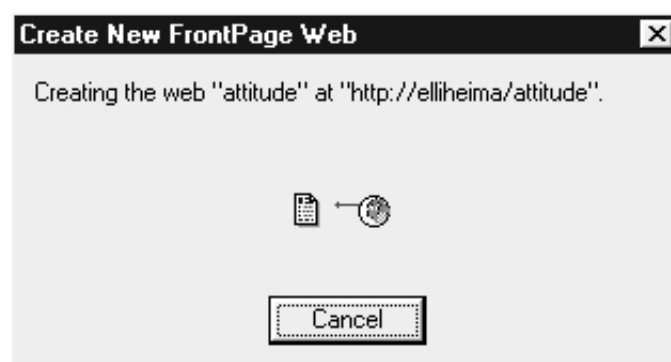 Create New FrontPage Web
Creating the web "attitude" at "http://elliheima/attitude".
Cancel